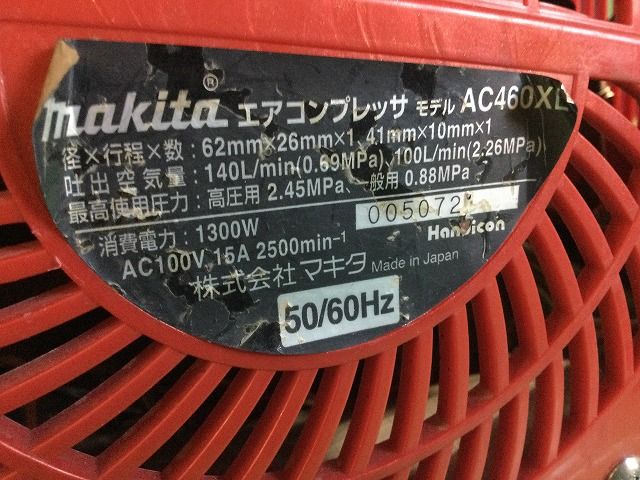 makita® エアコンプレッサ モデル AC460XL
径×行程×数：62mm×26mm×1, 41mm×10mm×1
吐出空気量：140L/min(0.69MPa),100L/min(2.26MPa)
最高使用圧力：高圧用 2.45MPa、一般用 0.88MPa
消費電力：1300W
005072
AC100V 15A 2500min-1
Hansicon
株式会社 マキタ Made in Japan
50/60Hz